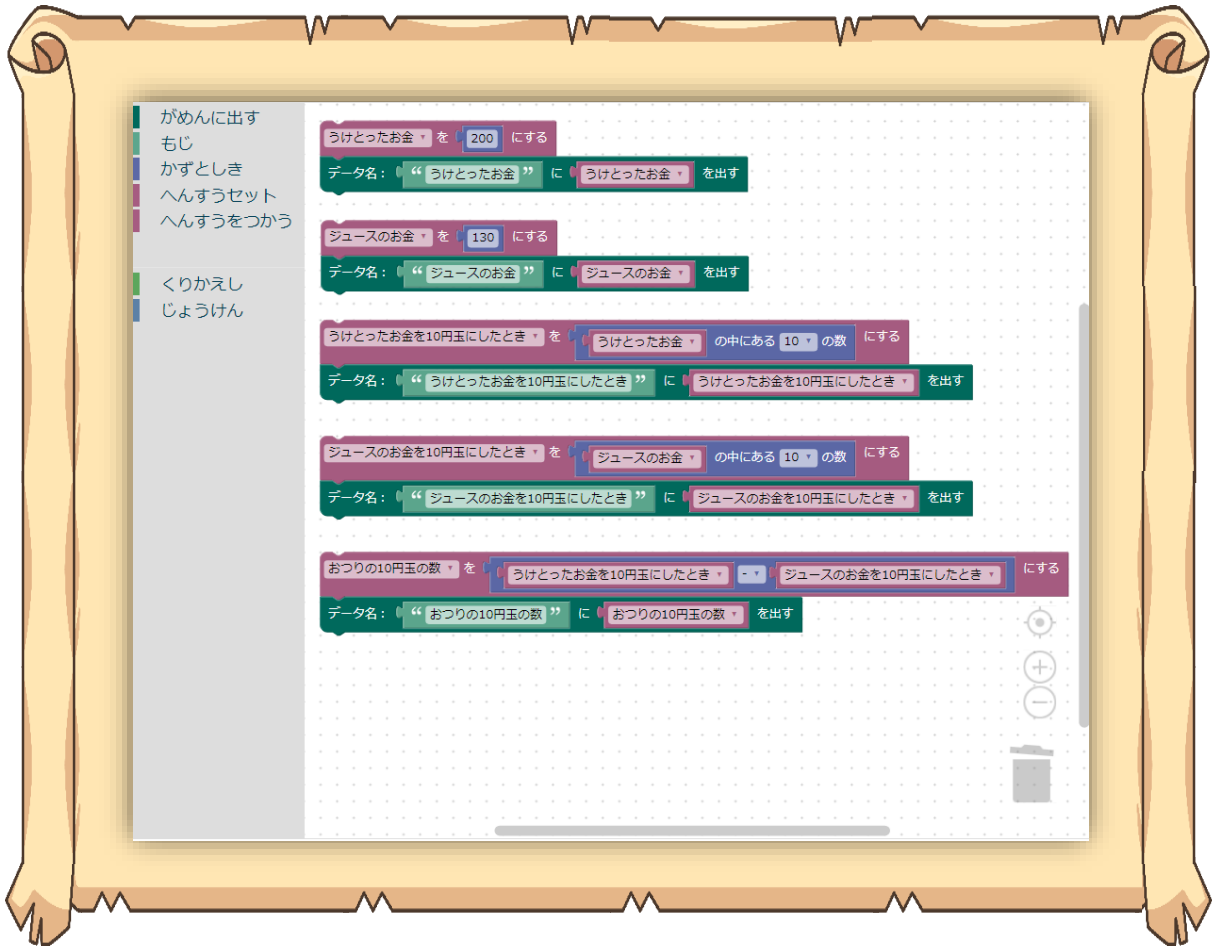 がめんに出す
もじ
かずとしき
へんすうセット
へんすうをつかう
くりかえし
じょうけん
うけとったお金 を 200 にする
データ名: “ うけとったお金 ” に うけとったお金 を出す
ジュースのお金 を 130 にする
データ名: “ ジュースのお金 ” に ジュースのお金 を出す
うけとったお金を10円玉にしたとき を うけとったお金 の中にある 10 の数 にする
データ名: “ うけとったお金を10円玉にしたとき ” に うけとったお金を10円玉にしたとき を出す
ジュースのお金を10円玉にしたとき を ジュースのお金 の中にある 10 の数 にする
データ名: “ ジュースのお金を10円玉にしたとき ” に ジュースのお金を10円玉にしたとき を出す
おつりの10円玉の数 を うけとったお金を10円玉にしたとき - ジュースのお金を10円玉にしたとき にする
データ名: “ おつりの10円玉の数 ” に おつりの10円玉の数 を出す